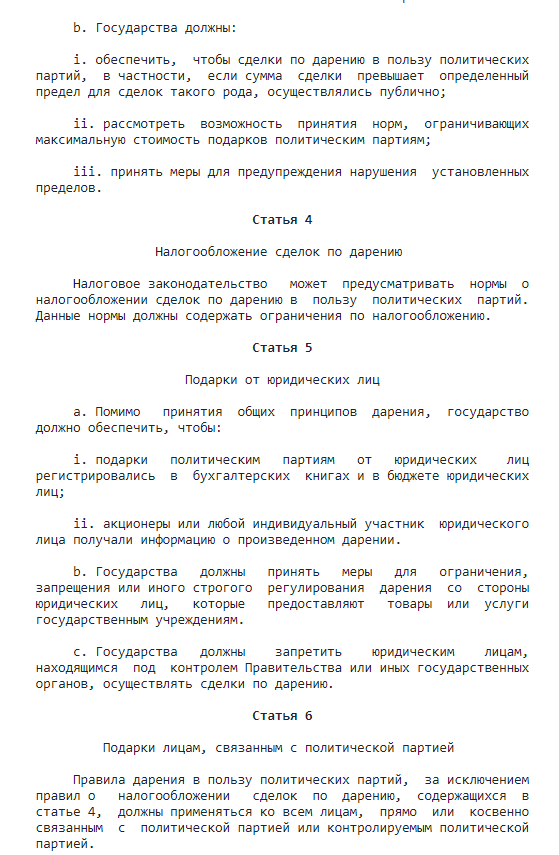 b. Государства должны:
i. обеспечить, чтобы сделки по дарению в пользу политических
партий, в частности, если сумма сделки превышает определенный
предел для сделок такого рода, осуществлялись публично;
ii. рассмотреть возможность принятия норм, ограничивающих
максимальную стоимость подарков политическим партиям;
iii. принять меры для предупреждения нарушения установленных
пределов.
Статья 4
Налогообложение сделок по дарению
Налоговое законодательство может предусматривать нормы о
налогообложении сделок по дарению в пользу политических партий.
Данные нормы должны содержать ограничения по налогообложению.
Статья 5
Подарки от юридических лиц
a. Помимо принятия общих принципов дарения, государство
должно обеспечить, чтобы:
i. подарки политическим партиям от юридических лиц
регистрировались в бухгалтерских книгах и в бюджете юридических
лиц;
ii. акционеры или любой индивидуальный участник юридического
лица получали информацию о произведенном дарении.
b. Государства должны принять меры для ограничения,
запрещения или иного строгого регулирования дарения со стороны
юридических лиц, которые предоставляют товары или услуги
государственным учреждениям.
c. Государства должны запретить юридическим лицам,
находящимся под контролем Правительства или иных государственных
органов, осуществлять сделки по дарению.
Статья 6
Подарки лицам, связанным с политической партией
Правила дарения в пользу политических партий, за исключением
правил о налогообложении сделок по дарению, содержащихся в
статье 4, должны применяться ко всем лицам, прямо или косвенно
связанным с политической партией или контролируемым политической
партией.